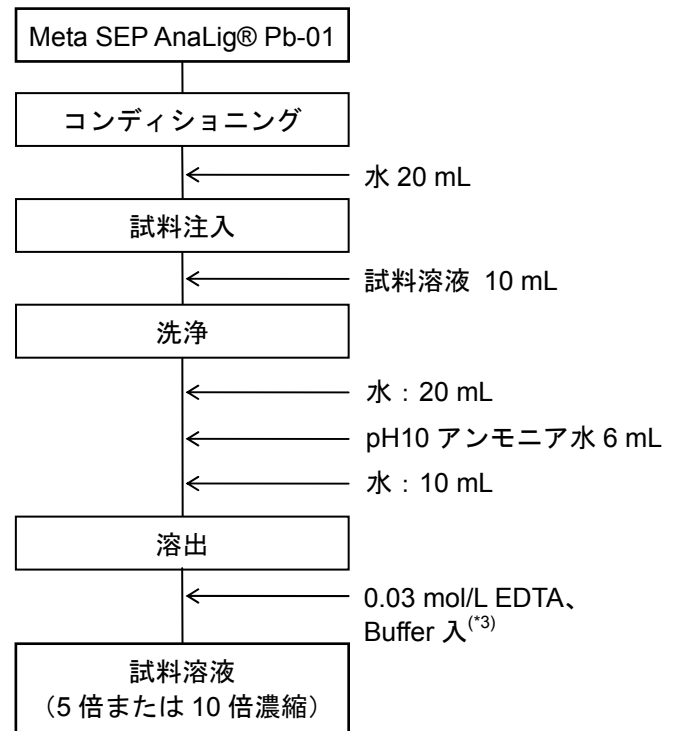 Meta SEP AnaLig® Pb-01
コンディショニング
水 20 mL
試料注入
試料溶液 10 mL
洗浄
水：20 mL
pH10 アンモニア水 6 mL
水：10 mL
溶出
0.03 mol/L EDTA、
Buffer 入(*3)
試料溶液
（5 倍または 10 倍濃縮）